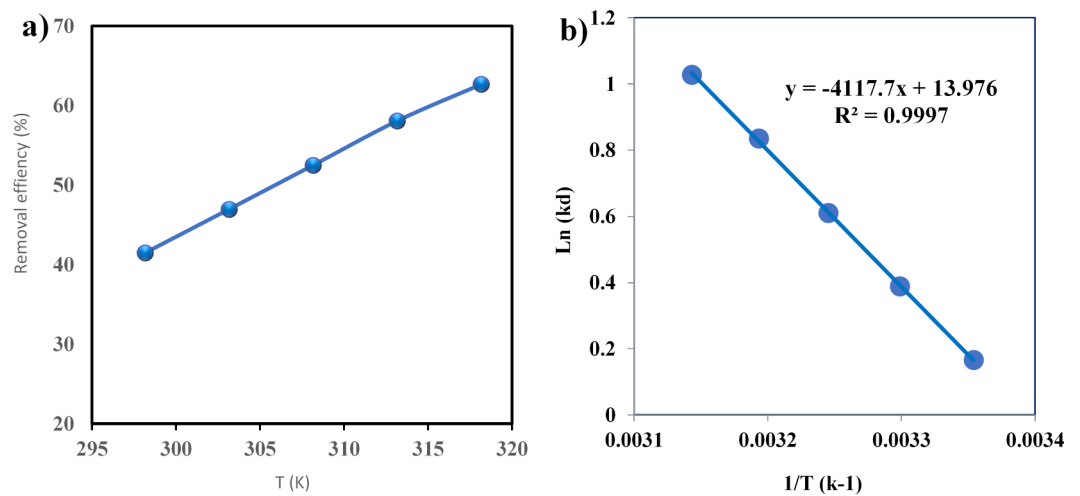 a)
70
60
50
40
30
20
Removal effiency (%)
295 300 305 310 315 320
T (K)
b)
1.2
1
0.8
0.6
0.4
0.2
0
Ln (kd)
y = -4117.7x + 13.976
R² = 0.9997
0.0031 0.0032 0.0033 0.0034
1/T (k-1)